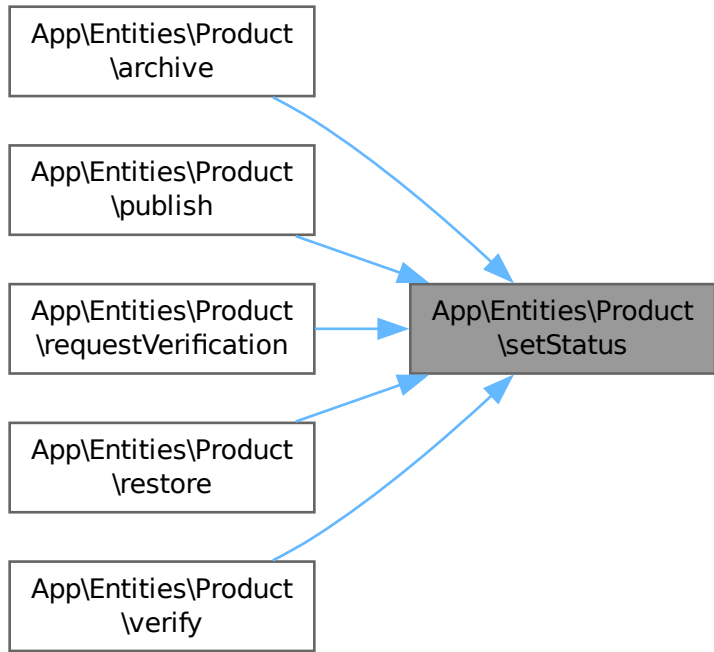 App\Entities\Product
\archive
App\Entities\Product
\publish
App\Entities\Product
\requestVerification
App\Entities\Product
\setStatus
App\Entities\Product
\restore
App\Entities\Product
\verify